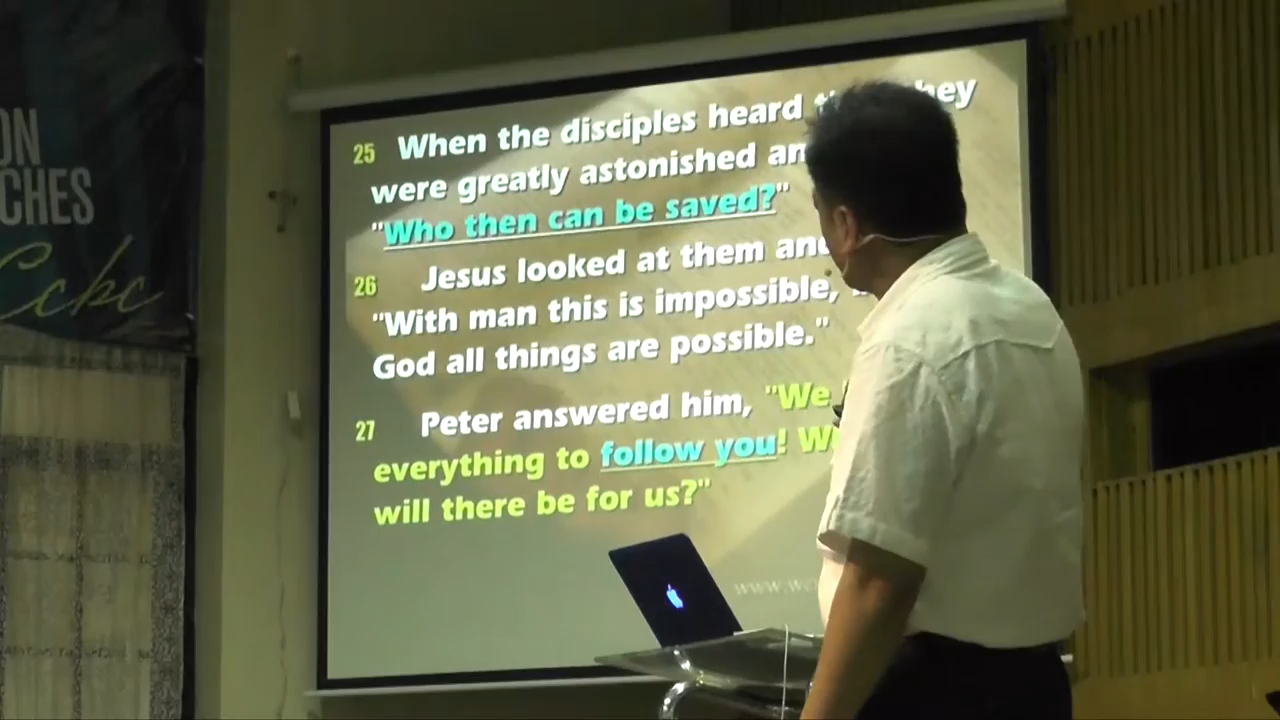 ON
CHES
ccbc
25 When the disciples heard they
were greatly astonished
"Who then can be saved?"
26 Jesus looked at them and
"With man this is impossible,
God all things are possible."
27 Peter answered him, "We
everything to follow you!
will there be for us?"